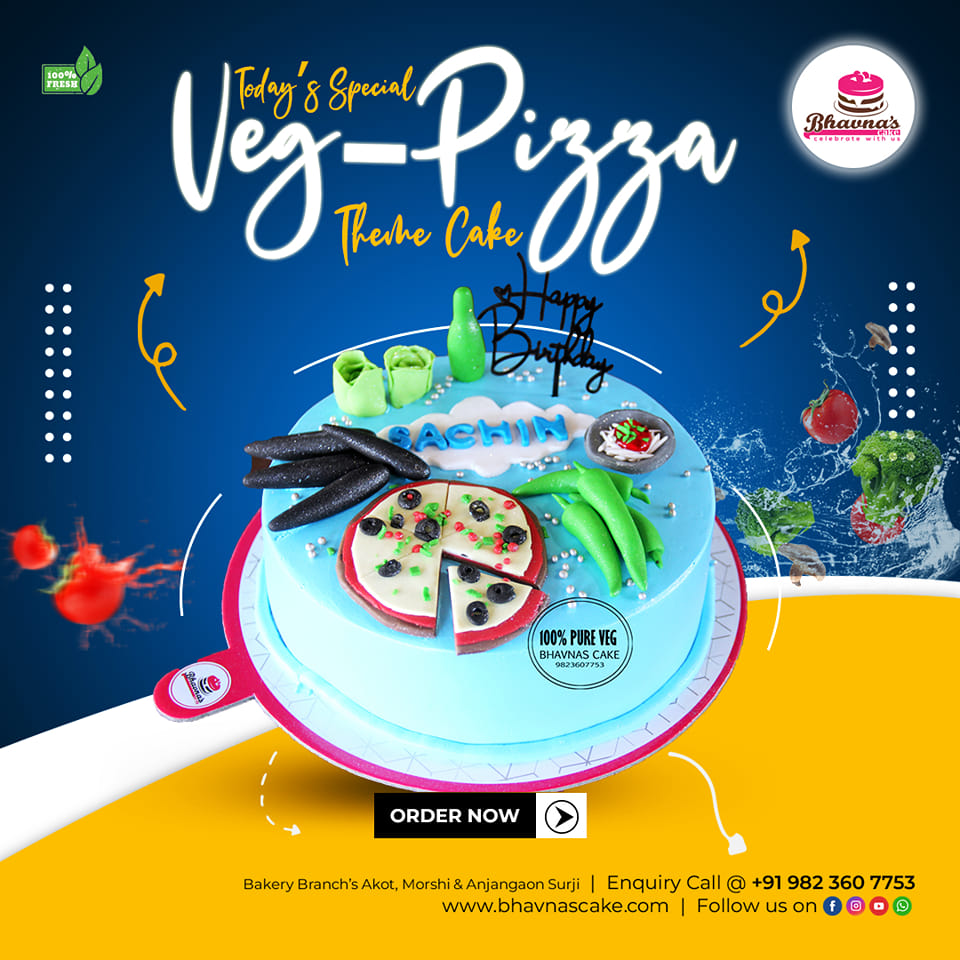 100%
FRESH
Today's Special
Veg-Pizza
Theme Cake
Bhavna's
cake
celebrate with us
Happy
Birthday
SACHIN
100% PURE VEG
BHAVNAS CAKE
9823607753
Bhavna's
ORDER NOW
Bakery Branch's Akot, Morshi & Anjangaon Surji | Enquiry Call @ +91 982 360 7753
www.bhavnascake.com | Follow us on